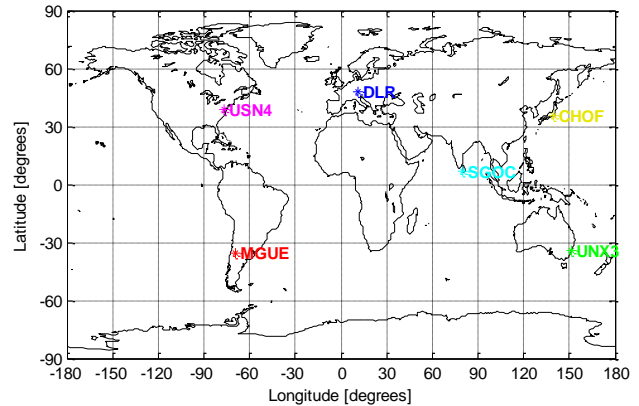 90
60
30
0
-30
-60
-90
Latitude [degrees]
*DLR
*USN4
*CHOF
*SGOC
*MGUE
*UNX3
-180 -150 -120 -90 -60 -30 0 30 60 90 120 150 180
Longitude [degrees]